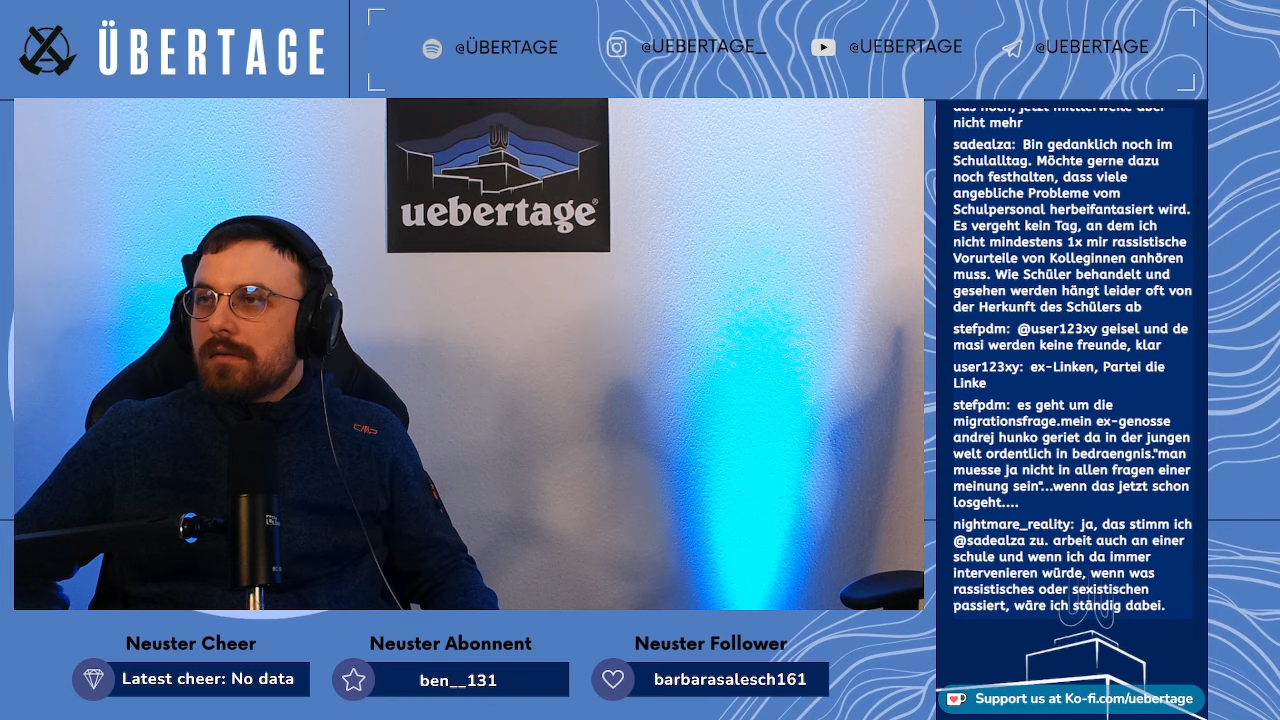 ÜBERTAGE
@ÜBERTAGE
@UEBERTAGE_
@UEBERTAGE
@UEBERTAGE
uebertage®
CMP
das noch, jetzt mittlerweile aber
nicht mehr
sadealza: Bin gedanklich noch im
Schulalltag. Möchte gerne dazu
noch festhalten, dass viele
angebliche Probleme vom
Schulpersonal herbeifantasiert wird.
Es vergeht kein Tag, an dem ich
nicht mindestens 1x mir rassistische
Vorurteile von Kolleginnen anhören
muss. Wie Schüler behandelt und
gesehen werden hängt leider oft von
der Herkunft des Schülers ab
stefpdm: @user123xy geisel und de
masi werden keine freunde, klar
user123xy: ex-Linken, Partei die
Linke
stefpdm: es geht um die
migrationsfrage.mein ex-genosse
andrej hunko geriet da in der jungen
welt ordentlich in bedraengnis."man
muesse ja nicht in allen fragen einer
meinung sein"...wenn das jetzt schon
losgeht....
nightmare_reality: ja, das stimm ich
@sadealza zu. arbeit auch an einer
schule und wenn ich da immer
intervenieren würde, wenn was
rassistisches oder sexistischen
passiert, wäre ich ständig dabei.
Neuster Cheer
Latest cheer: No data
Neuster Abonnent
ben__131
Neuster Follower
barbarasalesch161
Support us at Ko-fi.com/uebertage